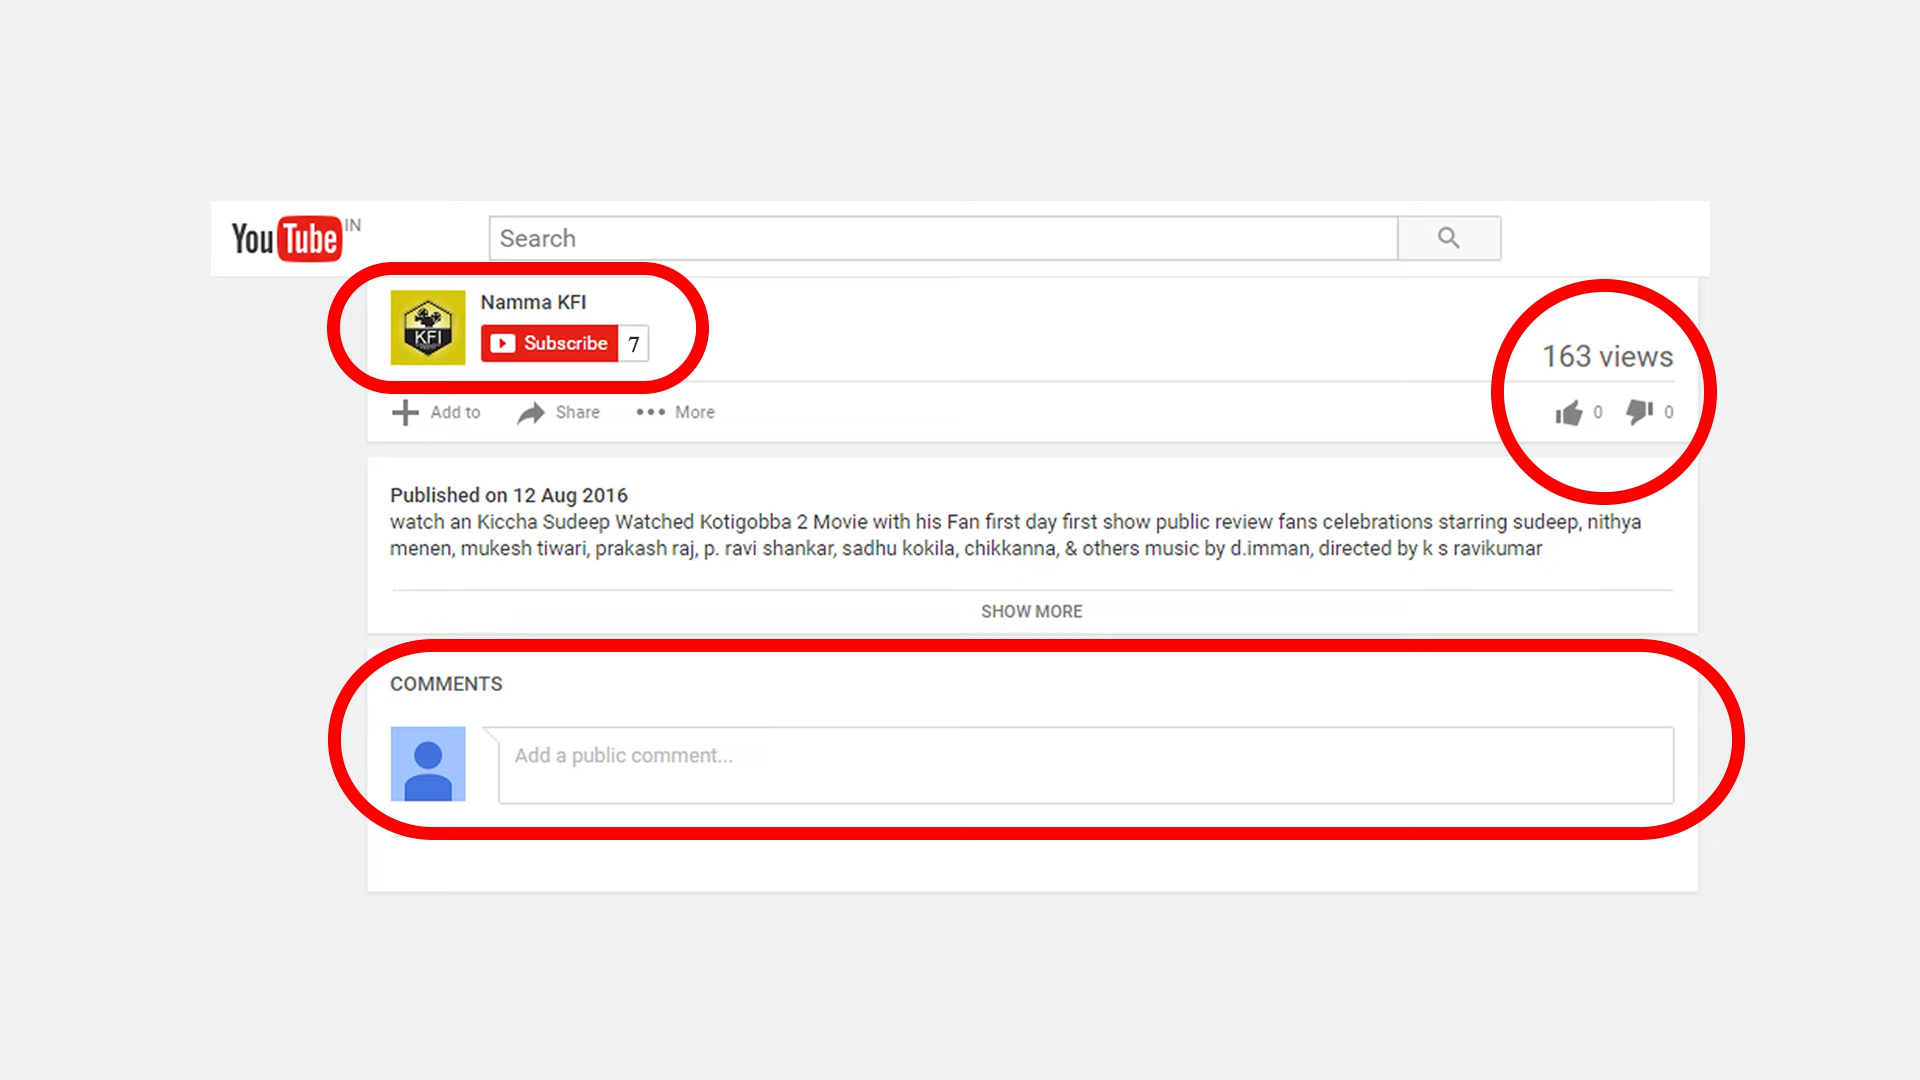 YouTube IN
Search
Namma KFI
KFI
Subscribe 7
163 views
Add to Share More 0 0
Published on 12 Aug 2016
watch an Kiccha Sudeep Watched Kotigobba 2 Movie with his Fan first day first show public review fans celebrations starring sudeep, nithya
menen, mukesh tiwari, prakash raj, p. ravi shankar, sadhu kokila, chikkanna, & others music by d.imman, directed by k s ravikumar
SHOW MORE
COMMENTS
Add a public comment...